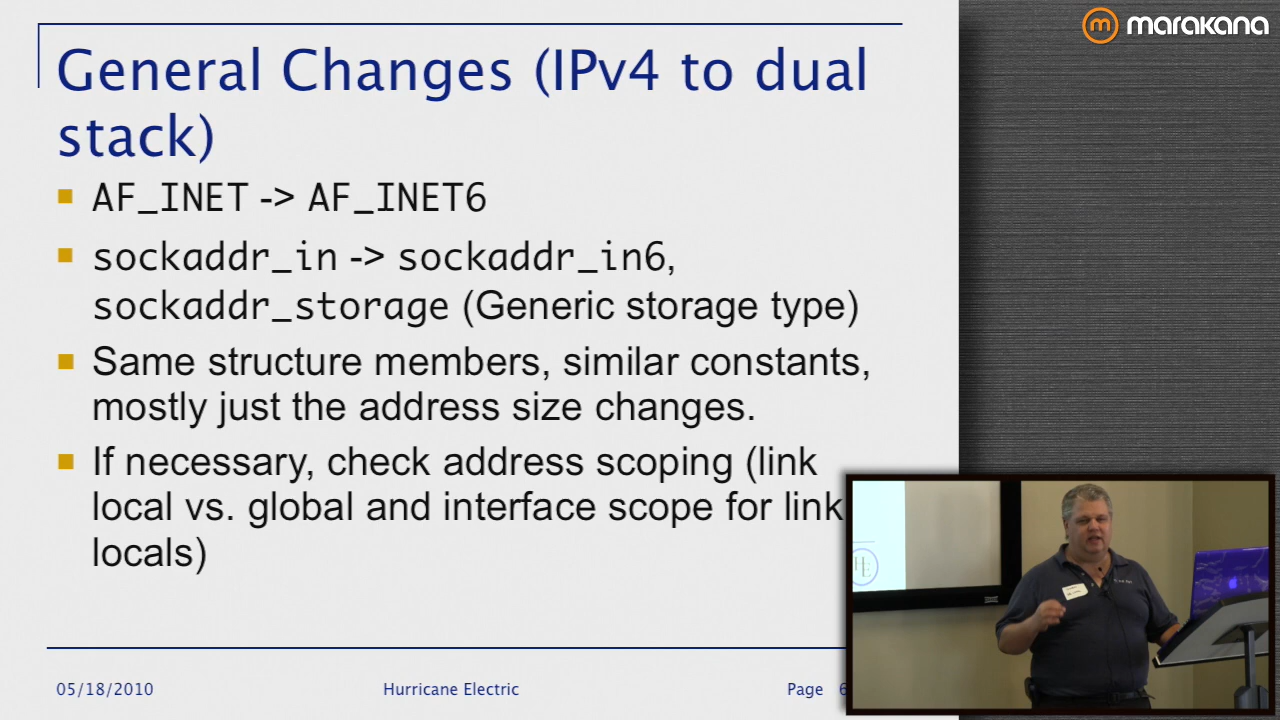 marakana
General Changes (IPv4 to dual
stack)
AF_INET -> AF_INET6
sockaddr_in -> sockaddr_in6,
sockaddr_storage (Generic storage type)
Same structure members, similar constants,
mostly just the address size changes.
If necessary, check address scoping (link
local vs. global and interface scope for link
locals)
HE
05/18/2010 Hurricane Electric Page 6